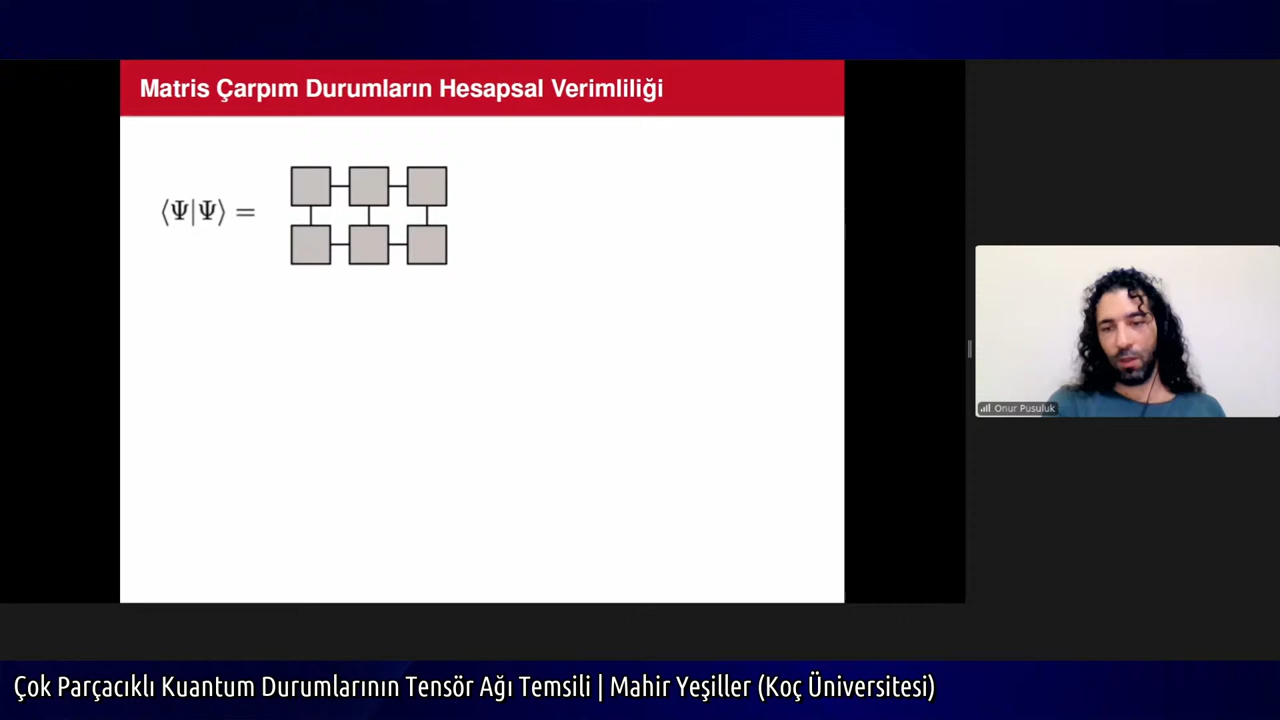 Matris Çarpım Durumların Hesapsal Verimliliği
⟨Ψ|Ψ⟩ =
Onur Pusuluk
Çok Parçacıklı Kuantum Durumlarının Tensör Ağı Temsili | Mahir Yeşiller (Koç Üniversitesi)